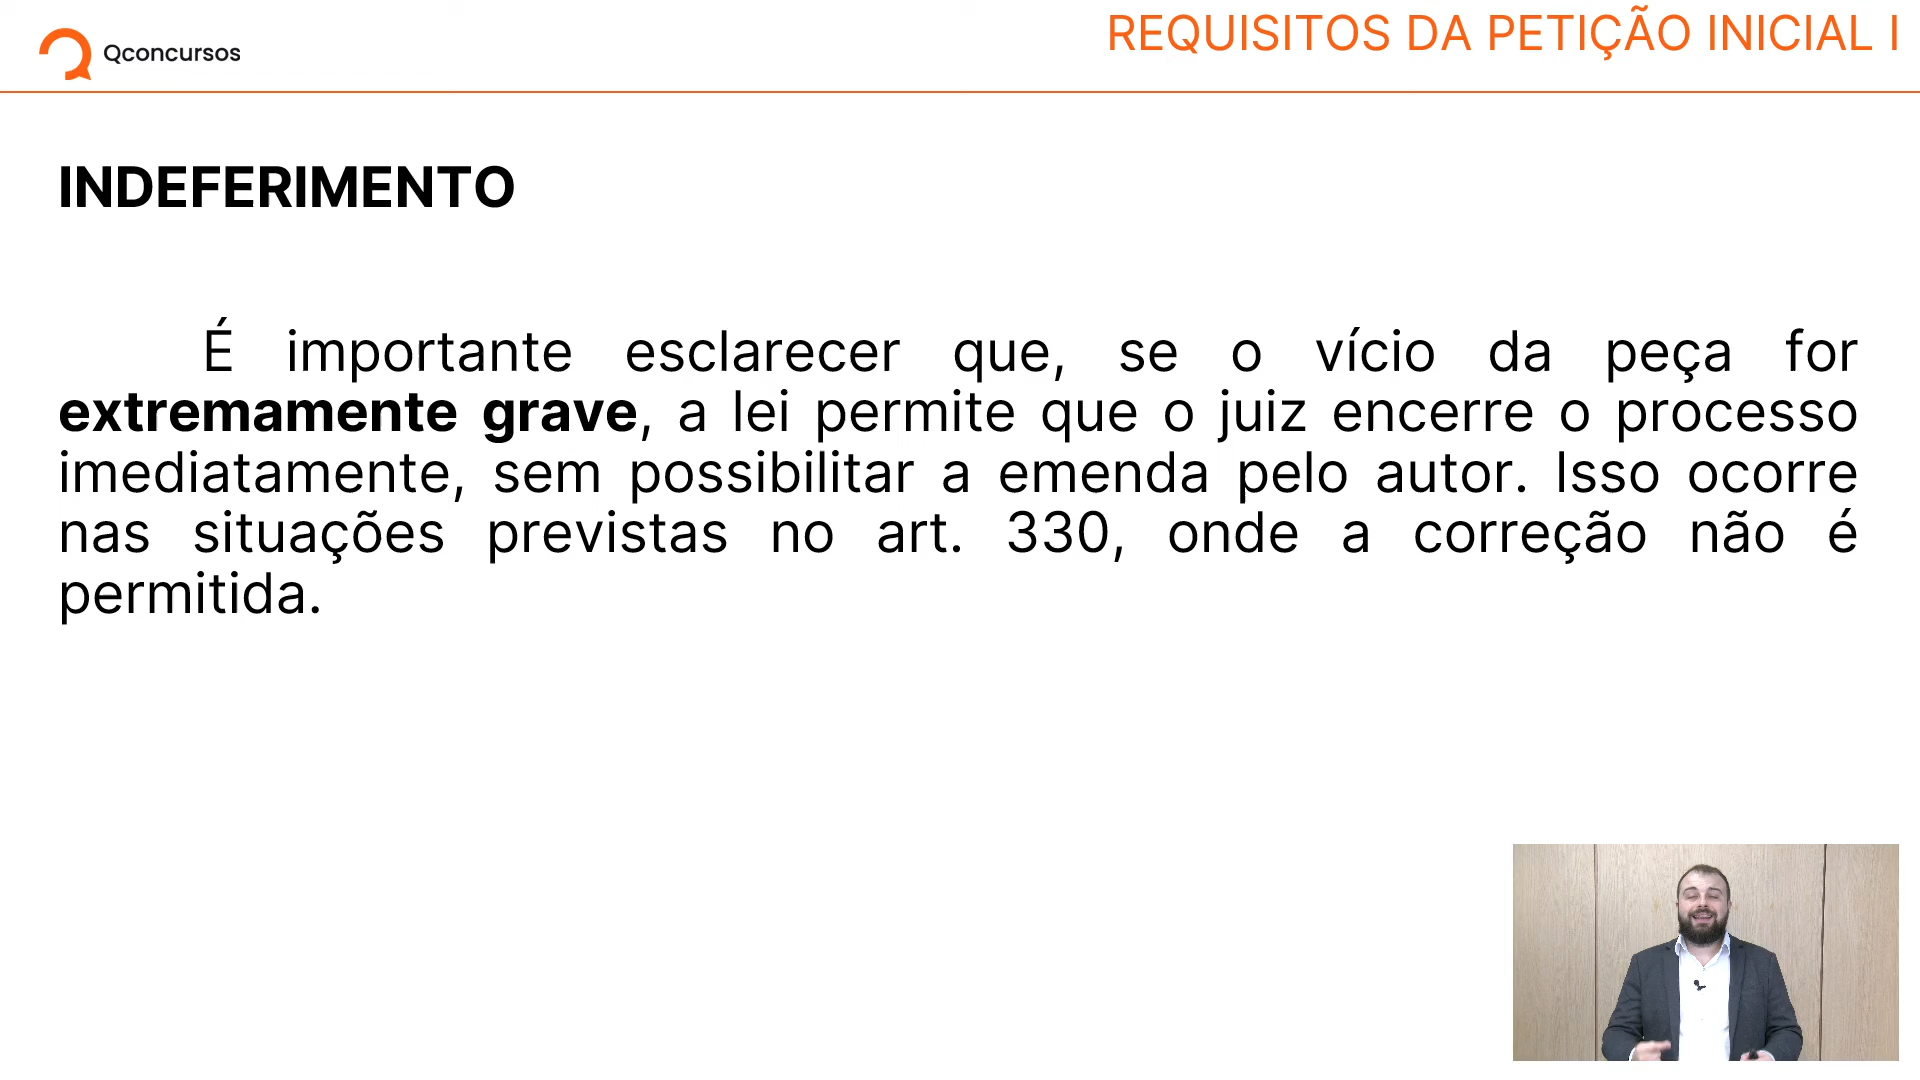 Qconcursos
REQUISITOS DA PETIÇÃO INICIAL I
INDEFERIMENTO
É importante esclarecer que, se o vício da peça for
extremamente grave, a lei permite que o juiz encerre o processo
imediatamente, sem possibilitar a emenda pelo autor. Isso ocorre
nas situações previstas no art. 330, onde a correção não é
permitida.